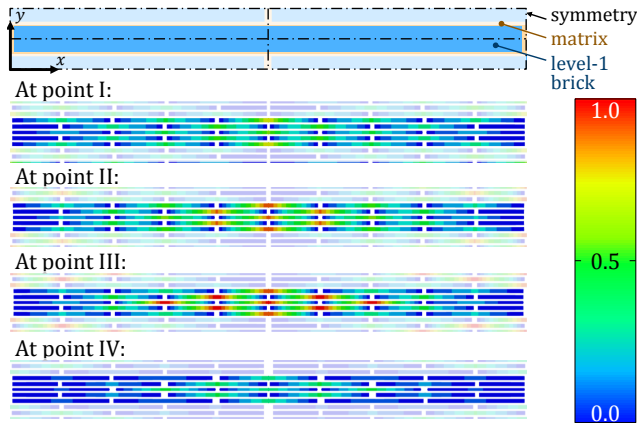 y
symmetry
matrix
x
level-1
brick
At point I:
1.0
At point II:
0.5
At point III:
At point IV:
0.0